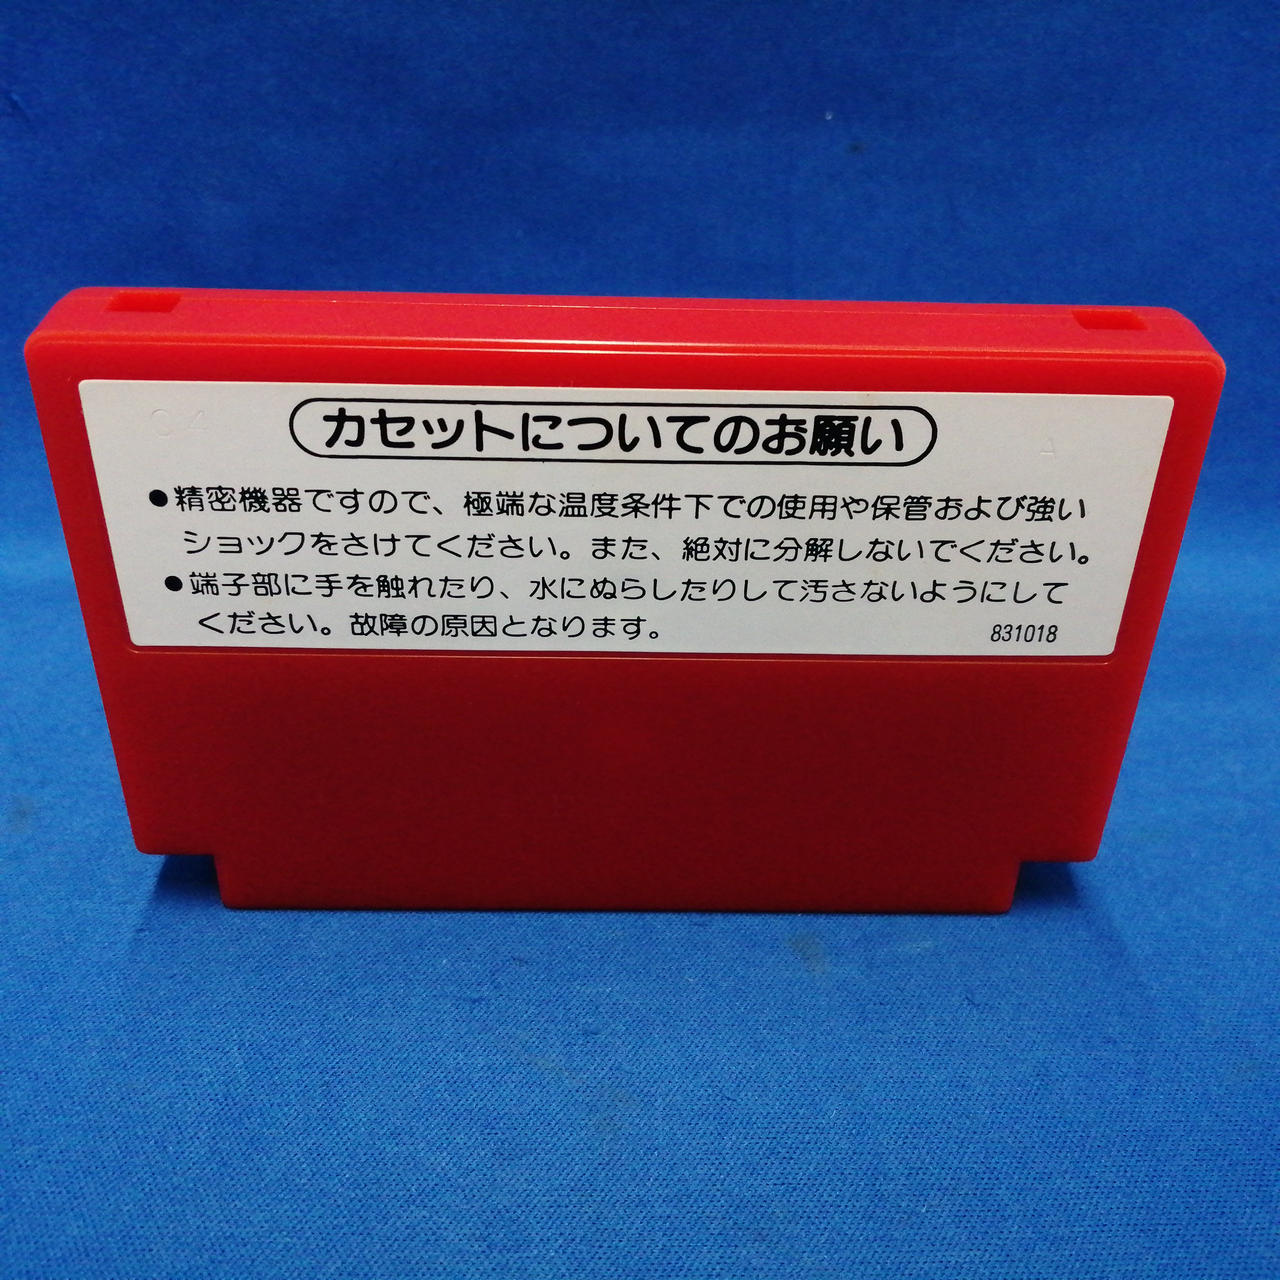 カセットについてのお願い
●精密機器ですので、極端な温度条件下での使用や保管および強い
ショックをさけてください。また、絶対に分解しないでください。
●端子部に手を触れたり、水にぬらしたりして汚さないようにして
ください。故障の原因となります。
831018